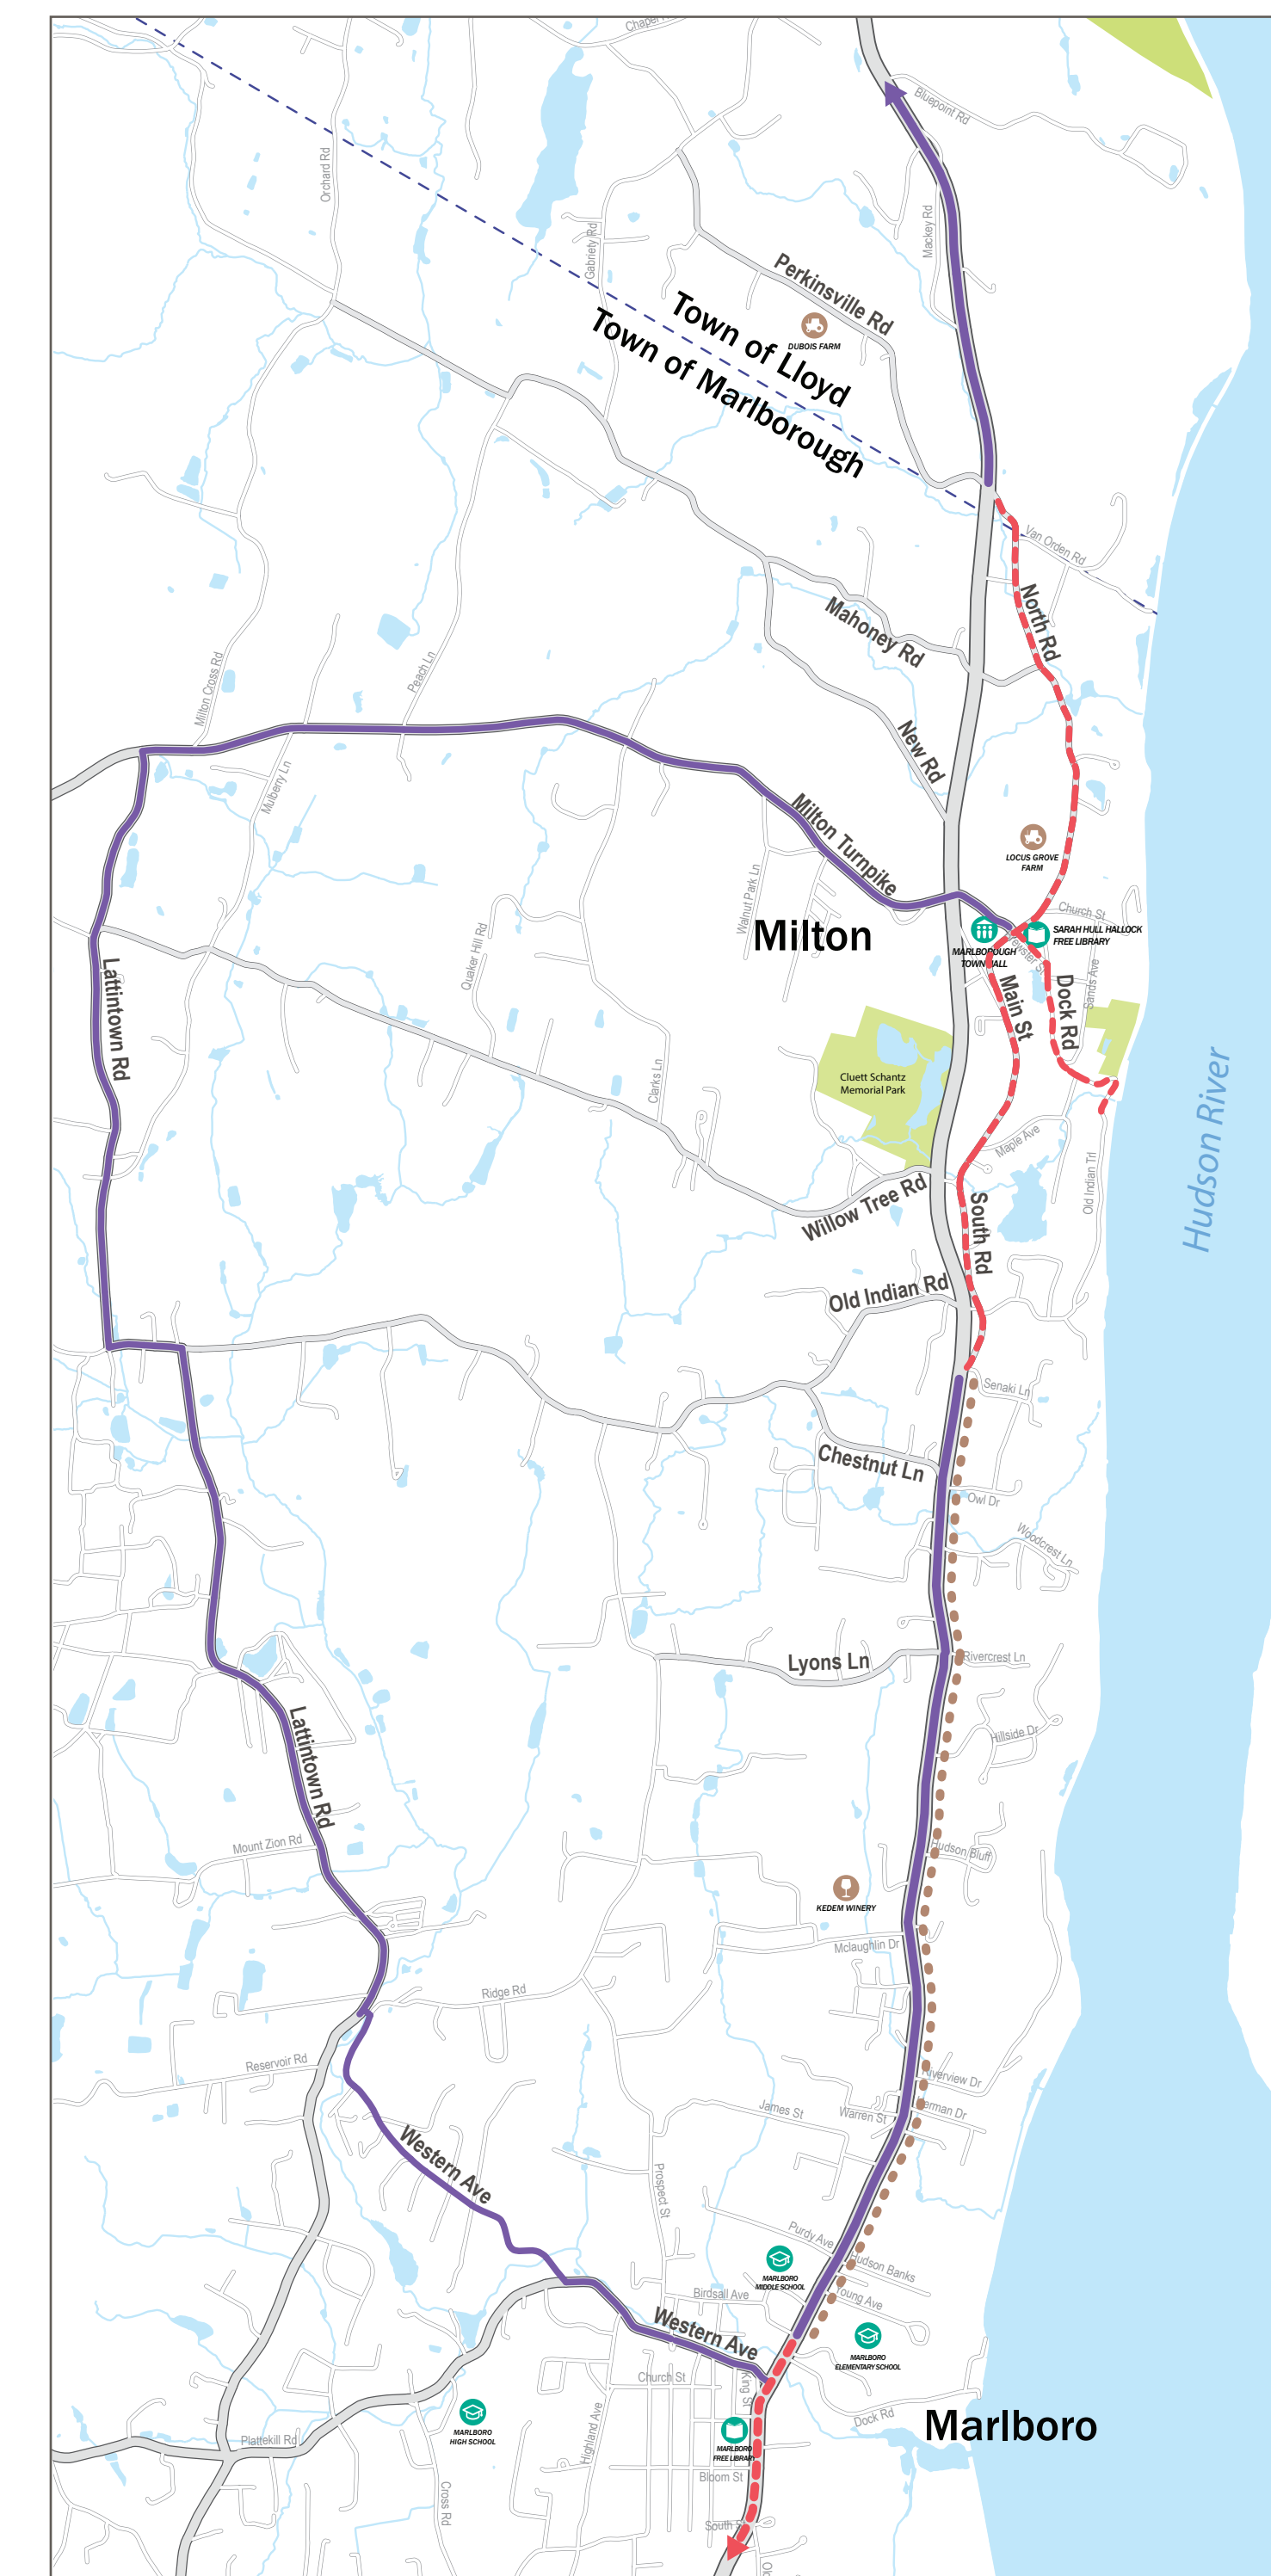 Bluepoint Rd
Orchard Rd
Gabriety Rd
Mackey Rd
Perkinsville Rd
DUBOIS FARM
Town of Lloyd
Town of Marlborough
Van Orden Rd
North Rd
Mahoney Rd
Milton Cross Rd
Peach Ln
New Rd
Mulberry Ln
Milton Turnpike
LOCUS GROVE
FARM
Walnut Park Ln
Church St
Milton
SARAH HULL HALLOCK
FREE LIBRARY
MARLBOROUGH
TOWN HALL
Quaker Hill Rd
Lattintown Rd
Main St
Dock Rd
Sands Ave
Cluett Schantz
Memorial Park
Clarks Ln
Hudson River
Maple Ave
Old Indian Trl
Willow Tree Rd
South Rd
Old Indian Rd
Senaki Ln
Chestnut Ln
Owl Dr
Woodcrest Ln
Lyons Ln
Rivercrest Ln
Lattintown Rd
Hillside Dr
Mount Zion Rd
Hudson Bluff
KEDEM WINERY
Mclaughlin Dr
Ridge Rd
Reservoir Rd
Riverview Dr
James St
Warren St
Herman Dr
Western Ave
Prospect St
Purdy Ave
Hudson Banks
MARLBORO
MIDDLE SCHOOL
Birdsall Ave
Young Ave
Western Ave
MARLBORO
ELEMENTARY SCHOOL
Church St
King St
Dock Rd
Highland Ave
MARLBORO
HIGH SCHOOL
Marlboro
Plattekill Rd
MARLBORO
FREE LIBRARY
Bloom St
Cross Rd
South St